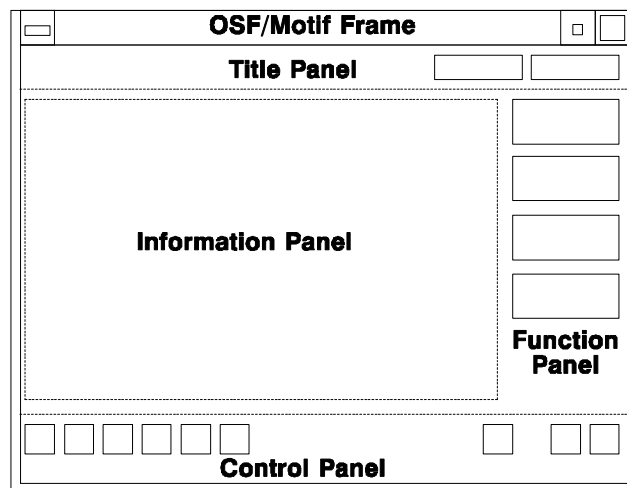 OSF/Motif Frame
Title Panel
Information Panel
Function
Panel
Control Panel